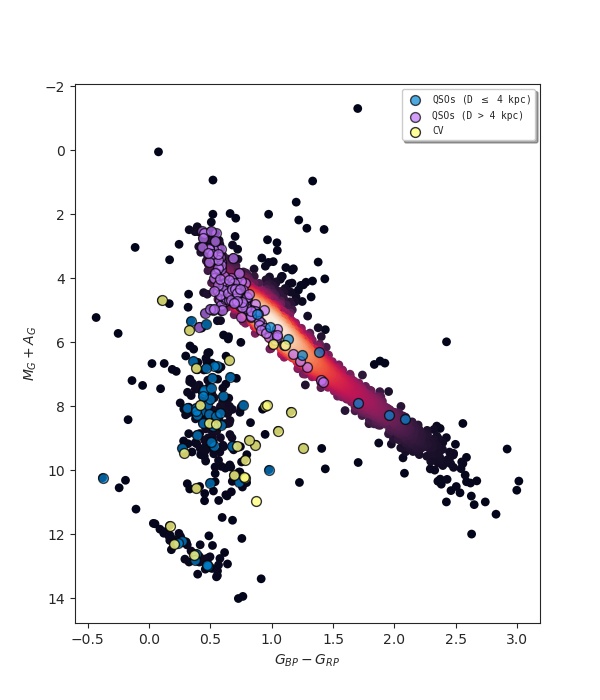 −2
0
2
4
6
8
10
12
14
M_G + A_G
−0.5 0.0 0.5 1.0 1.5 2.0 2.5 3.0
G_BP − G_RP
QSOs (D ≤ 4 kpc)
QSOs (D > 4 kpc)
CV